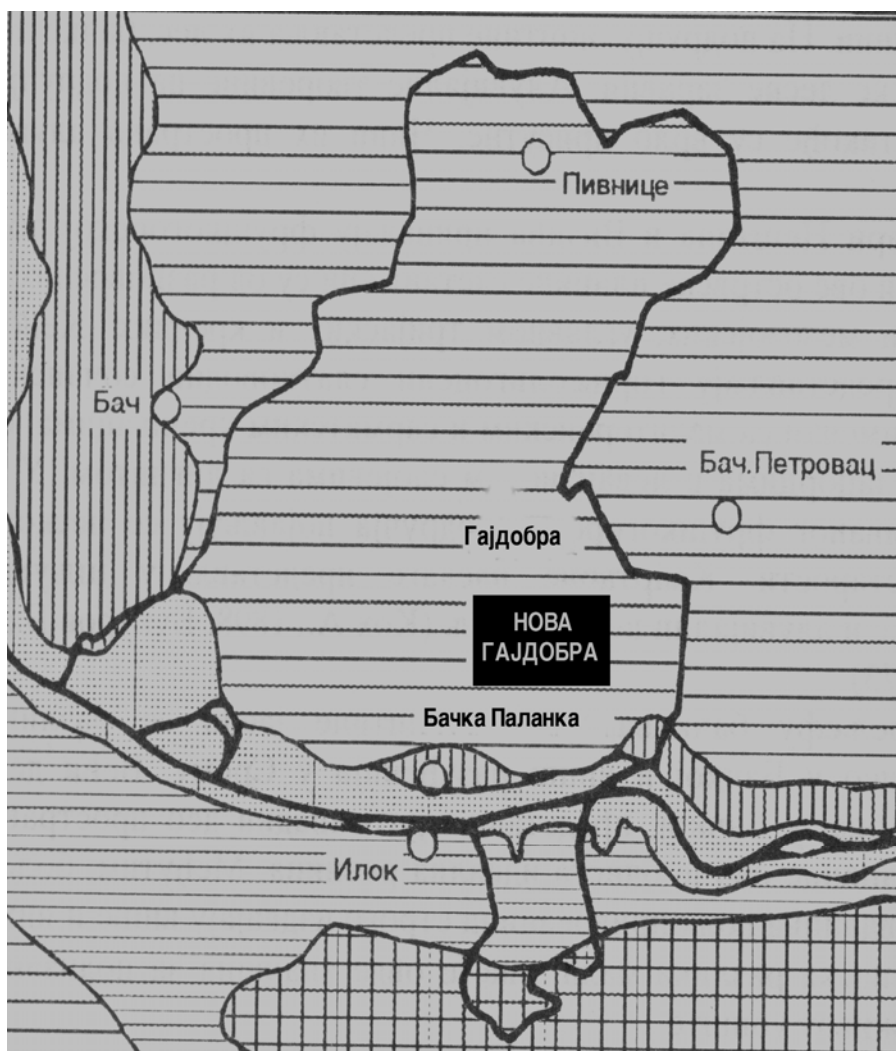 Пивнице
Бач
Бач.Петровац
Гајдобра
НОВА
ГАЈДОБРА
Бачка Паланка
Илок